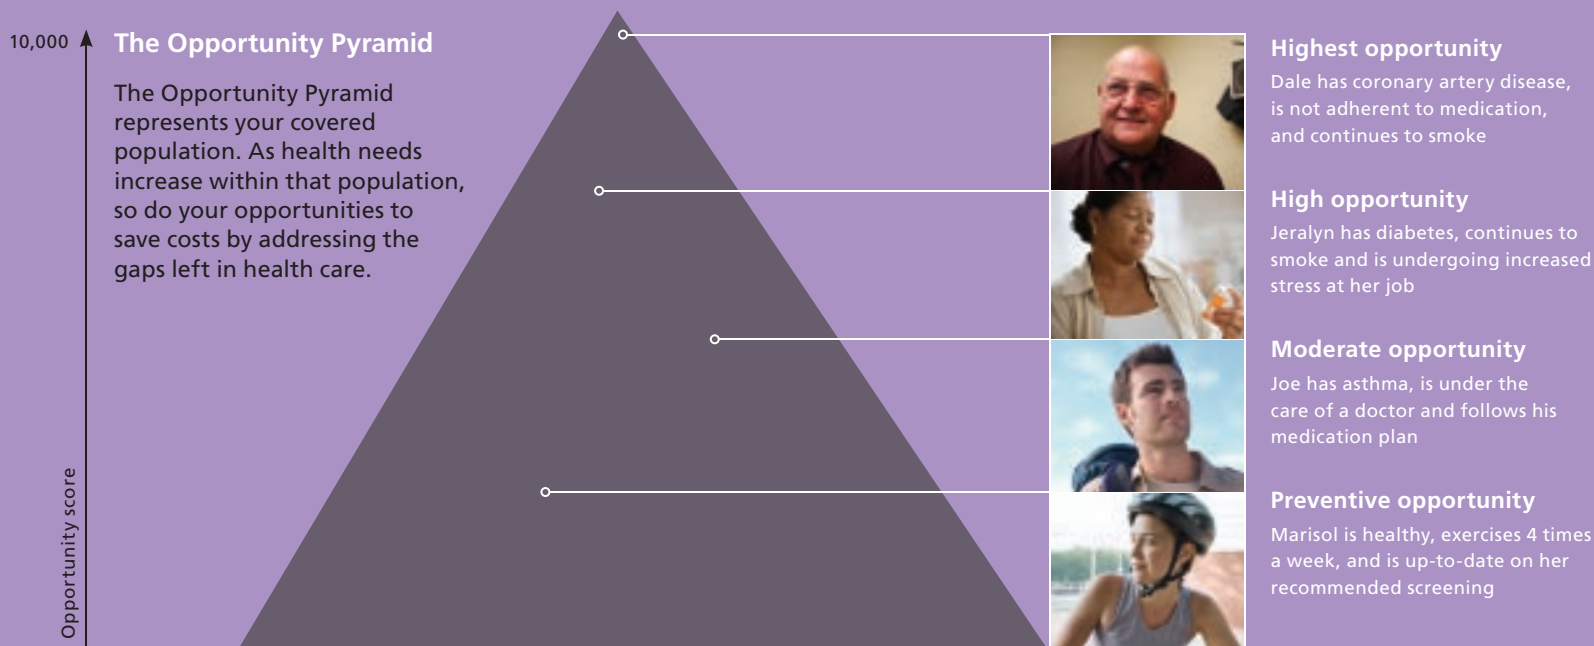 10,000
The Opportunity Pyramid
The Opportunity Pyramid
represents your covered
population. As health needs
increase within that population,
so do your opportunities to
save costs by addressing the
gaps left in health care.
Opportunity score
Highest opportunity
Dale has coronary artery disease,
is not adherent to medication,
and continues to smoke
High opportunity
Jeralyn has diabetes, continues to
smoke and is undergoing increased
stress at her job
Moderate opportunity
Joe has asthma, is under the
care of a doctor and follows his
medication plan
Preventive opportunity
Marisol is healthy, exercises 4 times
a week, and is up-to-date on her
recommended screening